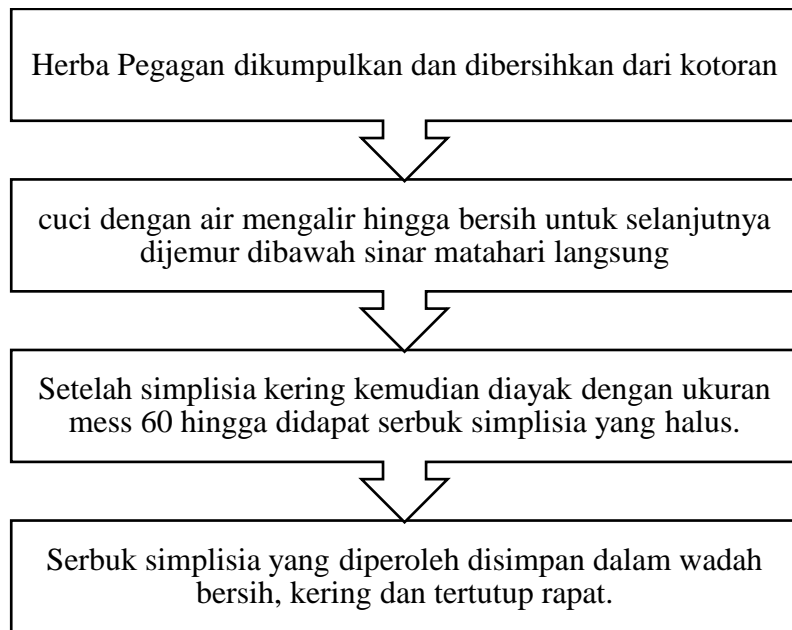 Herba Pegagan dikumpulkan dan dibersihkan dari kotoran
cuci dengan air mengalir hingga bersih untuk selanjutnya
dijemur dibawah sinar matahari langsung
Setelah simplisia kering kemudian diayak dengan ukuran
mess 60 hingga didapat serbuk simplisia yang halus.
Serbuk simplisia yang diperoleh disimpan dalam wadah
bersih, kering dan tertutup rapat.